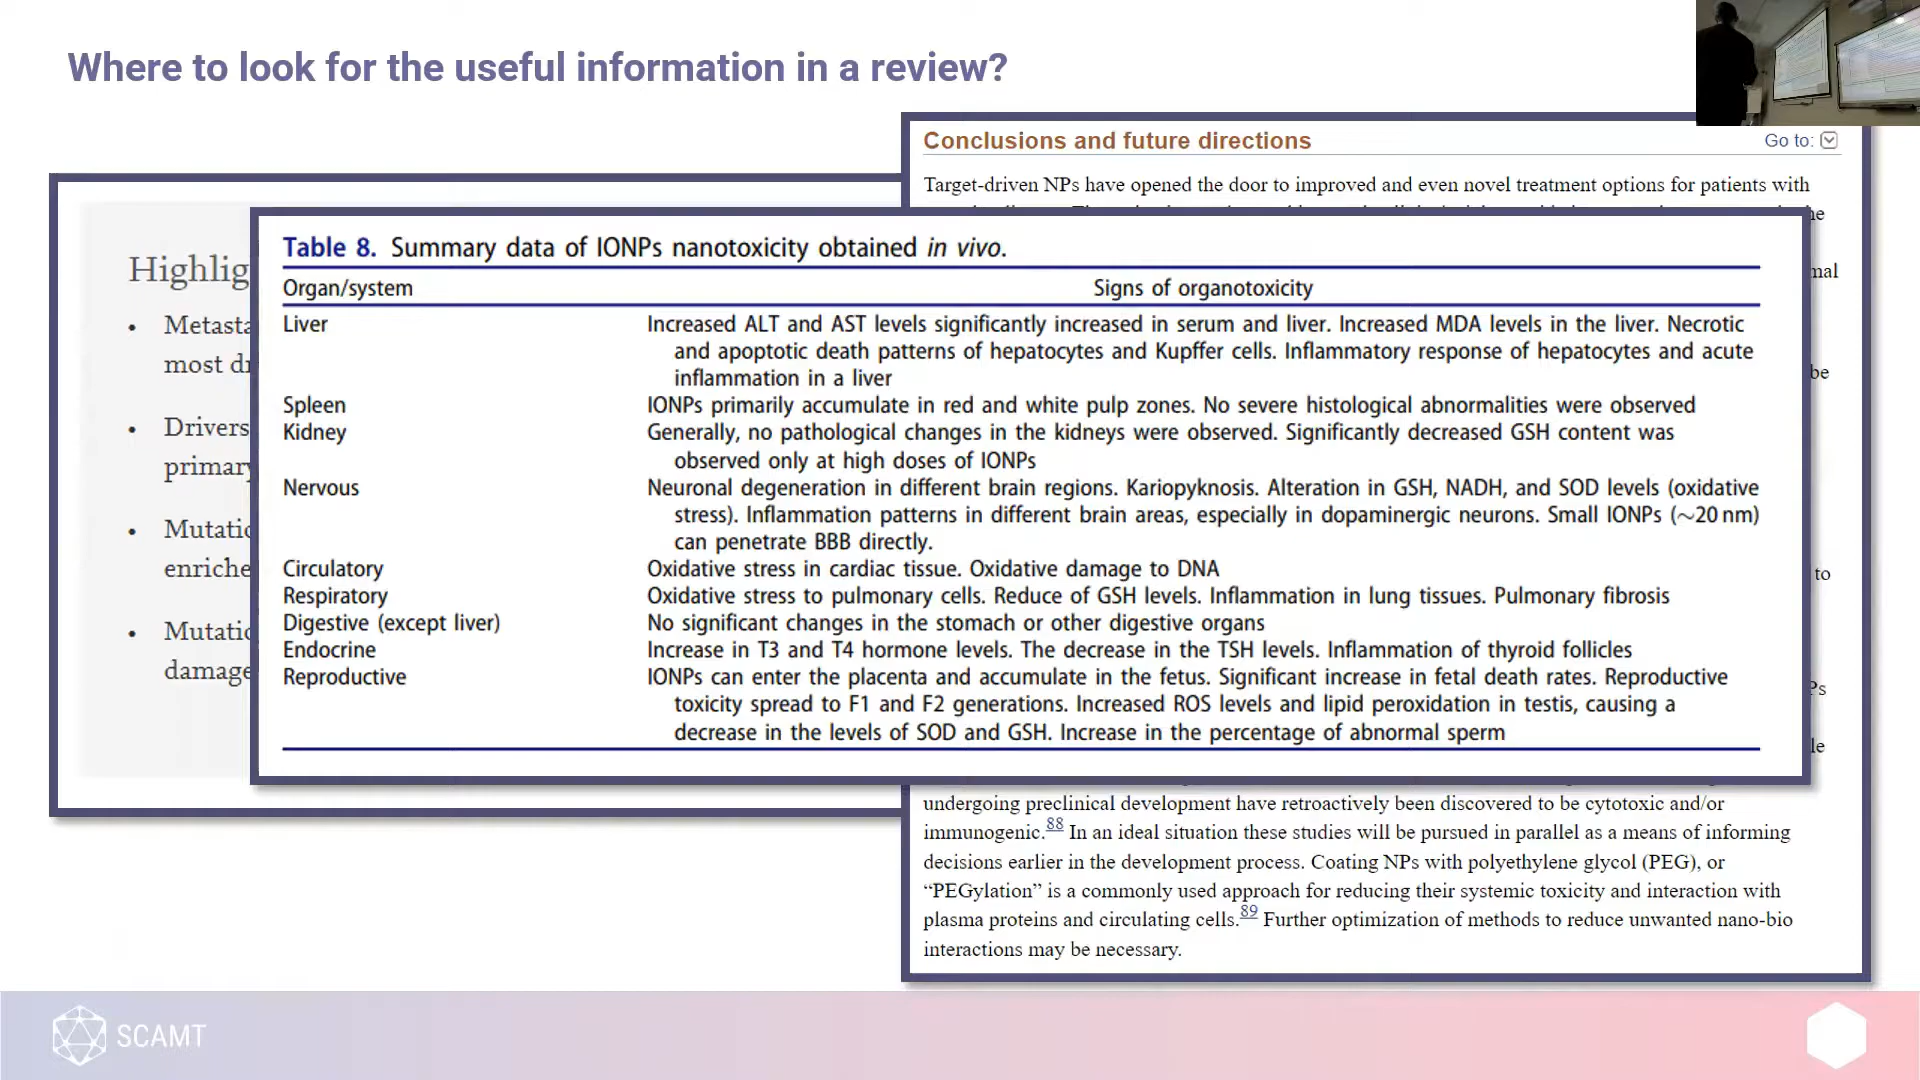 Where to look for the useful information in a review?
Conclusions and future directions
Go to:
Target-driven NPs have opened the door to improved and even novel treatment options for patients with
Highlig
Metasta
most dr
Drivers
primary
Mutatio
enriche
Mutatio
damage
Table 8. Summary data of IONPs nanotoxicity obtained in vivo.
Organ/system Signs of organotoxicity
Liver Increased ALT and AST levels significantly increased in serum and liver. Increased MDA levels in the liver. Necrotic
and apoptotic death patterns of hepatocytes and Kupffer cells. Inflammatory response of hepatocytes and acute
inflammation in a liver
Spleen IONPs primarily accumulate in red and white pulp zones. No severe histological abnormalities were observed
Kidney Generally, no pathological changes in the kidneys were observed. Significantly decreased GSH content was
observed only at high doses of IONPs
Nervous Neuronal degeneration in different brain regions. Kariopyknosis. Alteration in GSH, NADH, and SOD levels (oxidative
stress). Inflammation patterns in different brain areas, especially in dopaminergic neurons. Small IONPs (~20 nm)
can penetrate BBB directly.
Circulatory Oxidative stress in cardiac tissue. Oxidative damage to DNA
Respiratory Oxidative stress to pulmonary cells. Reduce of GSH levels. Inflammation in lung tissues. Pulmonary fibrosis
Digestive (except liver) No significant changes in the stomach or other digestive organs
Endocrine Increase in T3 and T4 hormone levels. The decrease in the TSH levels. Inflammation of thyroid follicles
Reproductive IONPs can enter the placenta and accumulate in the fetus. Significant increase in fetal death rates. Reproductive
toxicity spread to F1 and F2 generations. Increased ROS levels and lipid peroxidation in testis, causing a
decrease in the levels of SOD and GSH. Increase in the percentage of abnormal sperm
be
to
undergoing preclinical development have retroactively been discovered to be cytotoxic and/or
immunogenic.88 In an ideal situation these studies will be pursued in parallel as a means of informing
decisions earlier in the development process. Coating NPs with polyethylene glycol (PEG), or
“PEGylation” is a commonly used approach for reducing their systemic toxicity and interaction with
plasma proteins and circulating cells.89 Further optimization of methods to reduce unwanted nano-bio
interactions may be necessary.
SCAMT